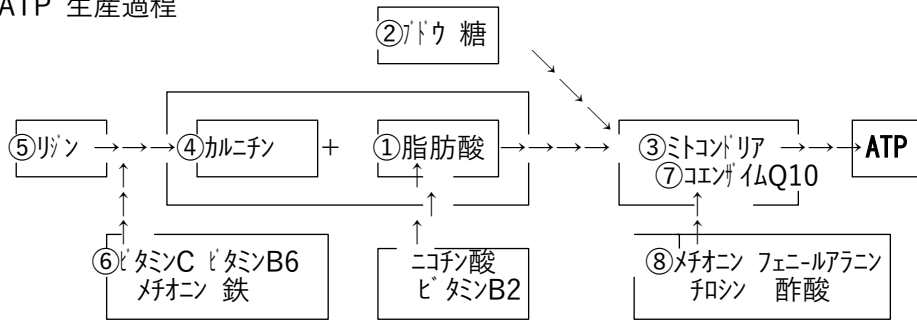 ATP 生産過程
②ブドウ 糖
⑤リジン →→→ ④カルニチン + ①脂肪酸 →→→→ ③ミトコンドリア →→→ ATP
⑦コエンザイムQ10
⑥ビタミンC ビタミンB6
メチオニン 鉄
ニコチン酸
ビタミンB2
⑧メチオニン フェニールアラニン
チロシン 酢酸